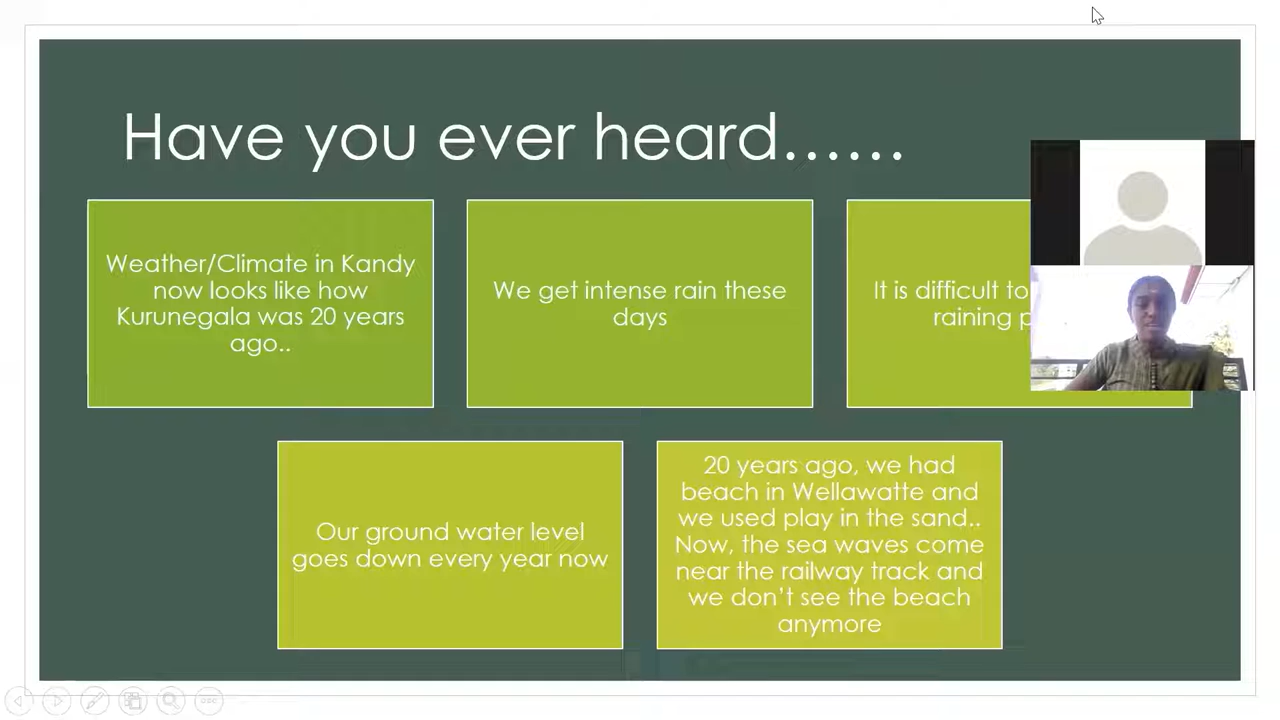 Have you ever heard......
Weather/Climate in Kandy
now looks like how
Kurunegala was 20 years
ago..
We get intense rain these
days
It is difficult to
raining
Our ground water level
goes down every year now
20 years ago, we had
beach in Wellawatte and
we used play in the sand..
Now, the sea waves come
near the railway track and
we don't see the beach
anymore